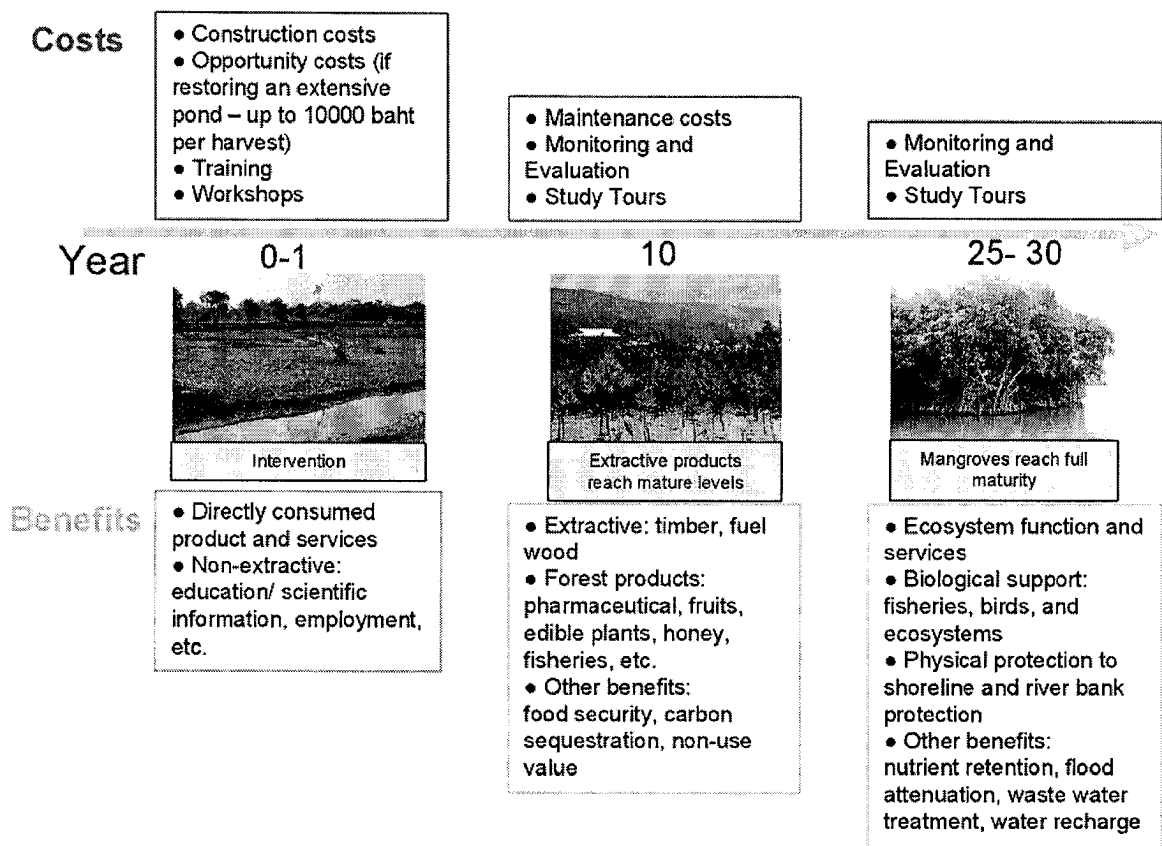 Costs
● Construction costs
● Opportunity costs (if
restoring an extensive
pond – up to 10000 baht
per harvest)
● Training
● Workshops
● Maintenance costs
● Monitoring and
Evaluation
● Study Tours
● Monitoring and
Evaluation
● Study Tours
Year
0-1
10
25- 30
Intervention
Extractive products
reach mature levels
Mangroves reach full
maturity
Benefits
● Directly consumed
product and services
● Non-extractive:
education/ scientific
information, employment,
etc.
● Extractive: timber, fuel
wood
● Forest products:
pharmaceutical, fruits,
edible plants, honey,
fisheries, etc.
● Other benefits:
food security, carbon
sequestration, non-use
value
● Ecosystem function and
services
● Biological support:
fisheries, birds, and
ecosystems
● Physical protection to
shoreline and river bank
protection
● Other benefits:
nutrient retention, flood
attenuation, waste water
treatment, water recharge